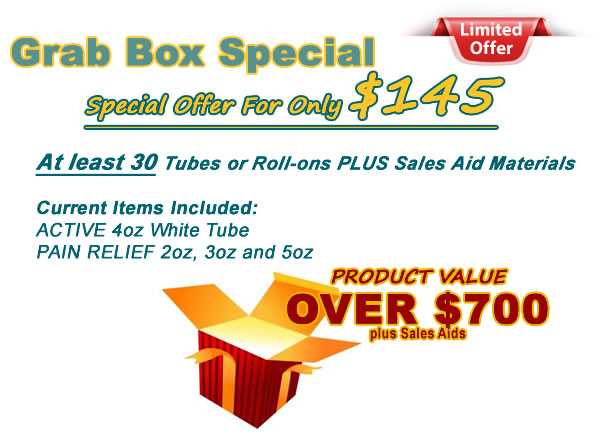 Limited
Offer
Grab Box Special
Special Offer For Only $145
At least 30 Tubes or Roll-ons PLUS Sales Aid Materials
Current Items Included:
ACTIVE 4oz White Tube
PAIN RELIEF 2oz, 3oz and 5oz
PRODUCT VALUE
OVER $700
plus Sales Aids